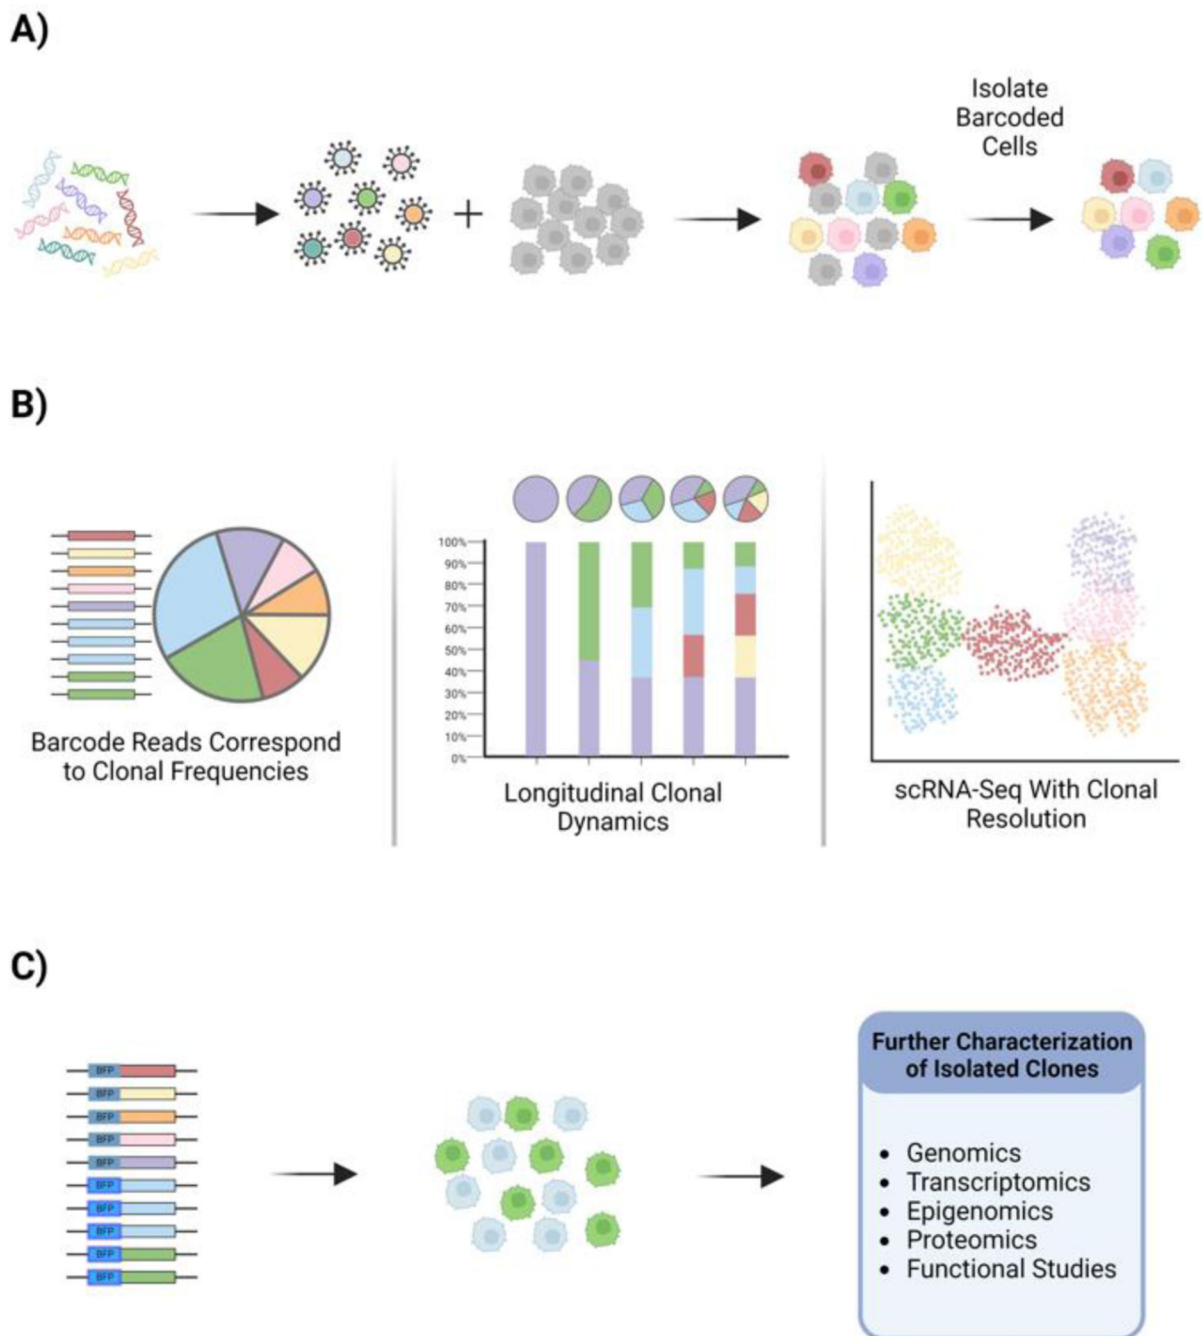 A)
Isolate
Barcoded
Cells
B)
Barcode Reads Correspond
to Clonal Frequencies
100%
90%
80%
70%
60%
50%
40%
30%
20%
10%
0%
Longitudinal Clonal
Dynamics
scRNA-Seq With Clonal
Resolution
C)
BFP
BFP
BFP
BFP
BFP
BFP
BFP
BFP
BFP
BFP
Further Characterization
of Isolated Clones
• Genomics
• Transcriptomics
• Epigenomics
• Proteomics
• Functional Studies